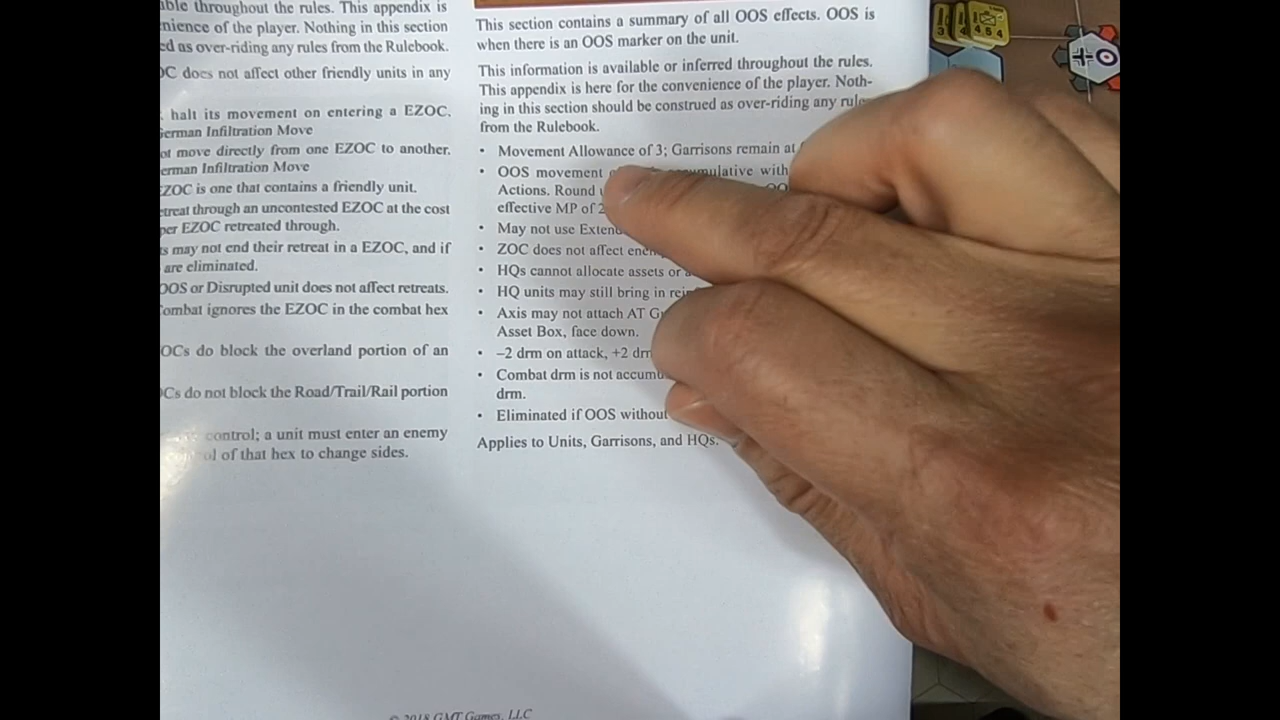 able throughout the rules. This appendix is
nience of the player. Nothing in this section
ed as over-riding any rules from the Rulebook.
OC does not affect other friendly units in any
halt its movement on entering a EZOC.
German Infiltration Move
ot move directly from one EZOC to another.
erman Infiltration Move
ZOC is one that contains a friendly unit.
etreat through an uncontested EZOC at the cost
per EZOC retreated through.
s may not end their retreat in a EZOC, and if
are eliminated.
OOS or Disrupted unit does not affect retreats.
Combat ignores the EZOC in the combat hex
OCs do block the overland portion of an
OCs do not block the Road/Trail/Rail portion
control; a unit must enter an enemy
of that hex to change sides.
This section contains a summary of all OOS effects. OOS is
when there is an OOS marker on the unit.
This information is available or inferred throughout the rules.
This appendix is here for the convenience of the player. Noth-
ing in this section should be construed as over-riding any rules
from the Rulebook.
• Movement Allowance of 3; Garrisons remain at
• OOS movement with
Actions. Round
effective MP of 2
• May not use
• ZOC does not affect
• HQs cannot allocate assets or
• HQ units may still bring in
• Axis may not attach AT
Asset Box, face down.
• –2 drm on attack, +2 drm
• Combat drm is not
drm.
• Eliminated if OOS without
Applies to Units, Garrisons, and HQs.
© 2018 GMT Games, LLC
4 5 4